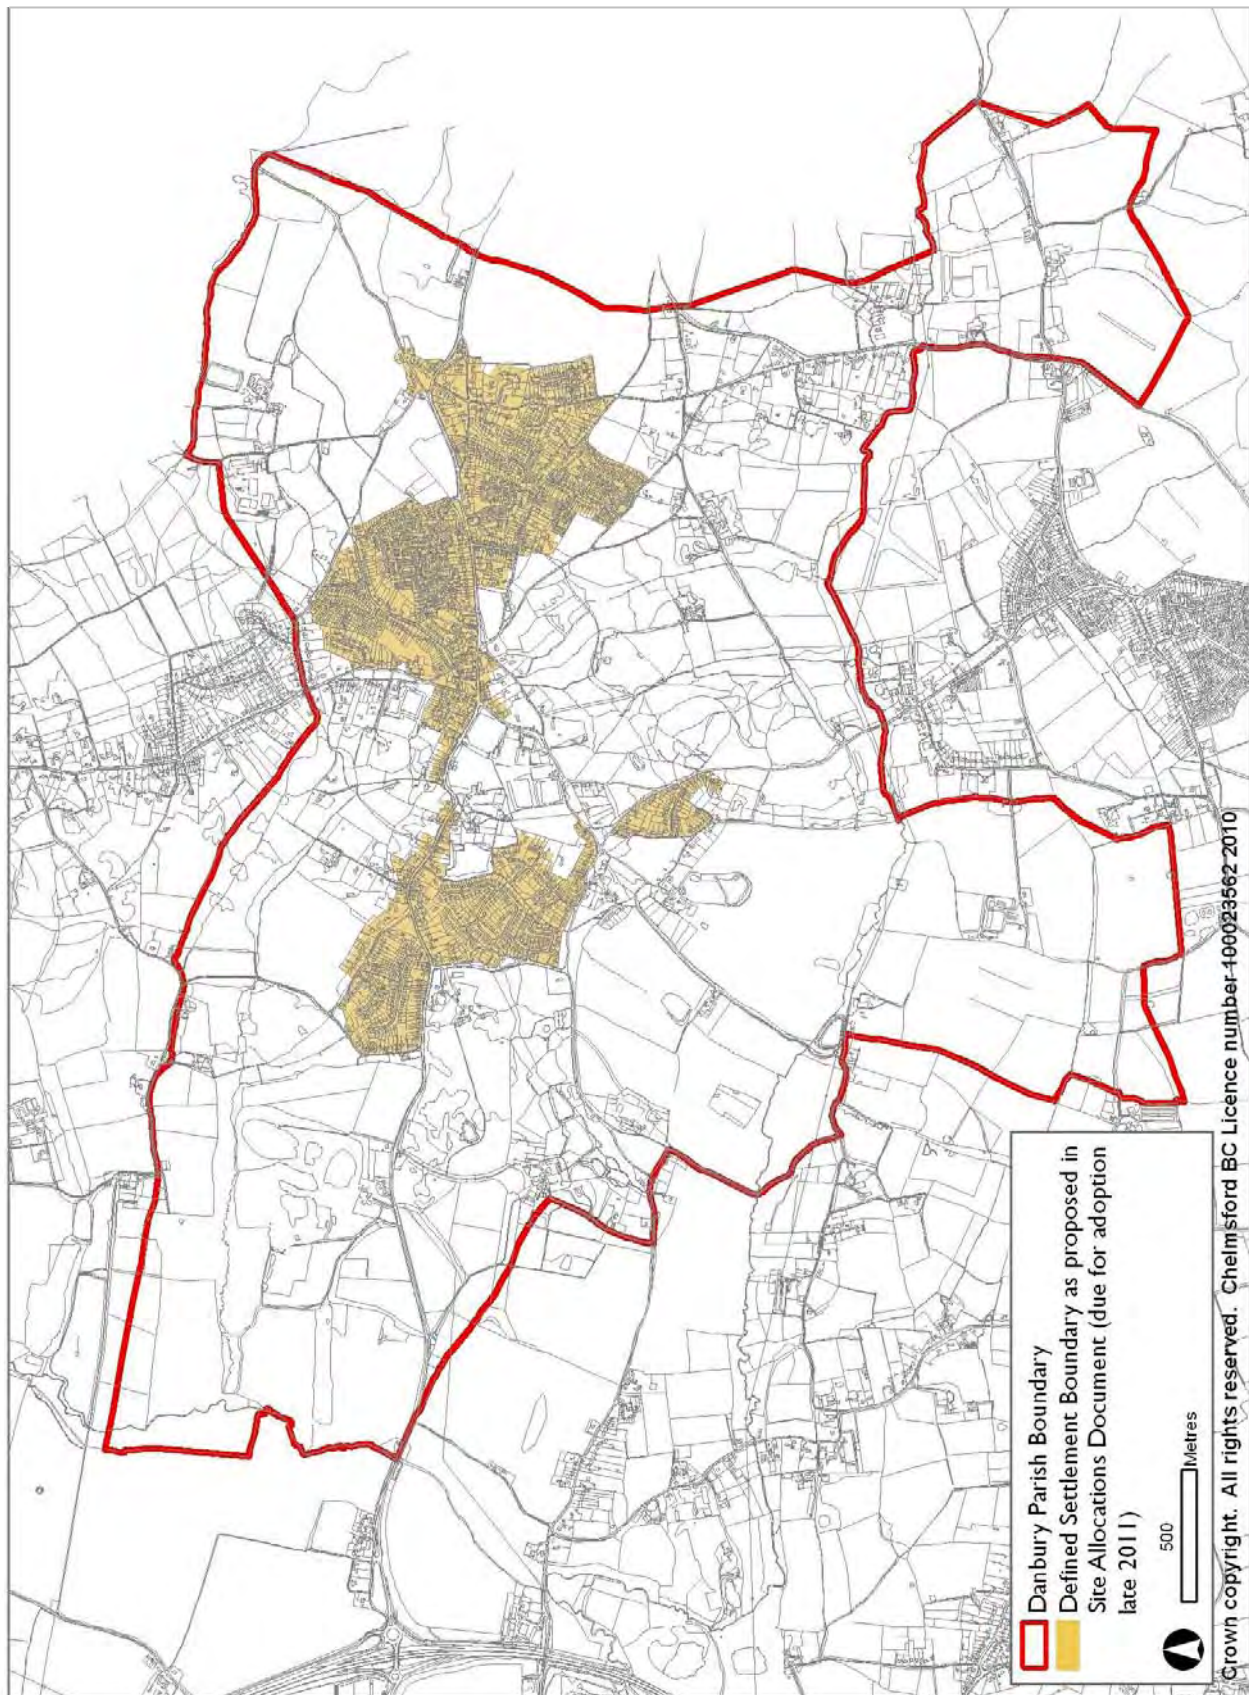 Danbury Parish Boundary
Defined Settlement Boundary as proposed in
Site Allocations Document (due for adoption
late 2011)
500
Metres
Crown copyright. All rights reserved. Chelmsford BC Licence number 100023562 2010